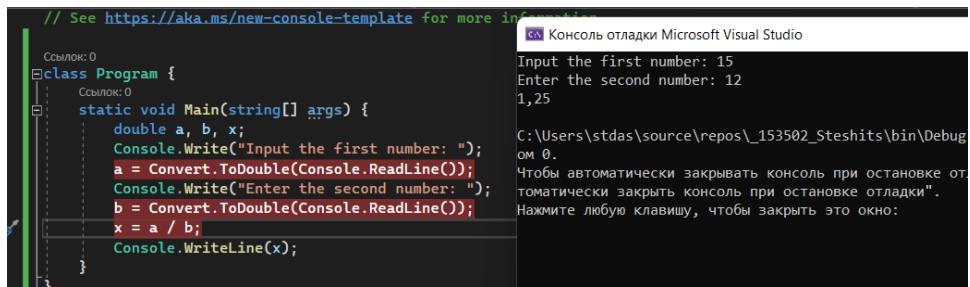 // See https://aka.ms/new-console-template for more information
Ссылок: 0
class Program {
Ссылок: 0
static void Main(string[] args) {
double a, b, x;
Console.Write("Input the first number: ");
a = Convert.ToDouble(Console.ReadLine());
Console.Write("Enter the second number: ");
b = Convert.ToDouble(Console.ReadLine());
x = a / b;
Console.WriteLine(x);
}
}
Консоль отладки Microsoft Visual Studio
Input the first number: 15
Enter the second number: 12
1,25
C:\Users\stdas\source\repos\_153502_Steshits\bin\Debug
ом 0.
Чтобы автоматически закрывать консоль при остановке отл
томатически закрыть консоль при остановке отладки".
Нажмите любую клавишу, чтобы закрыть это окно: